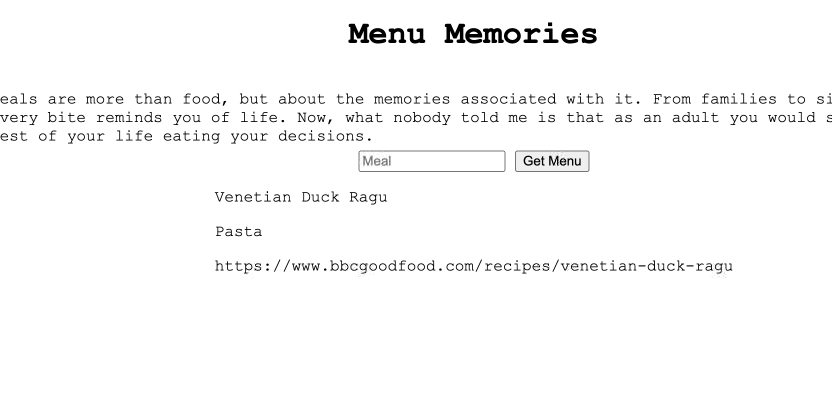 Menu Memories
eals are more than food, but about the memories associated with it. From families to si
very bite reminds you of life. Now, what nobody told me is that as an adult you would s
est of your life eating your decisions.
Meal Get Menu
Venetian Duck Ragu
Pasta
https://www.bbcgoodfood.com/recipes/venetian-duck-ragu